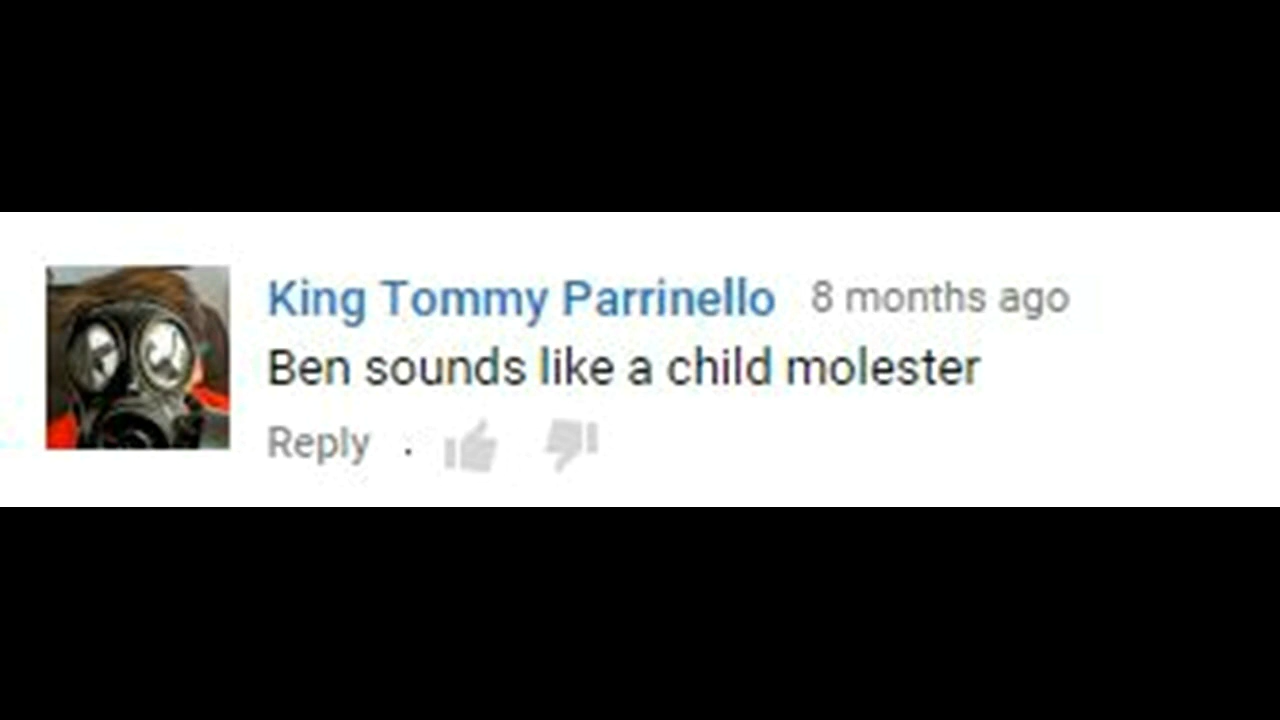 King Tommy Parrinello 8 months ago
Ben sounds like a child molester
Reply .